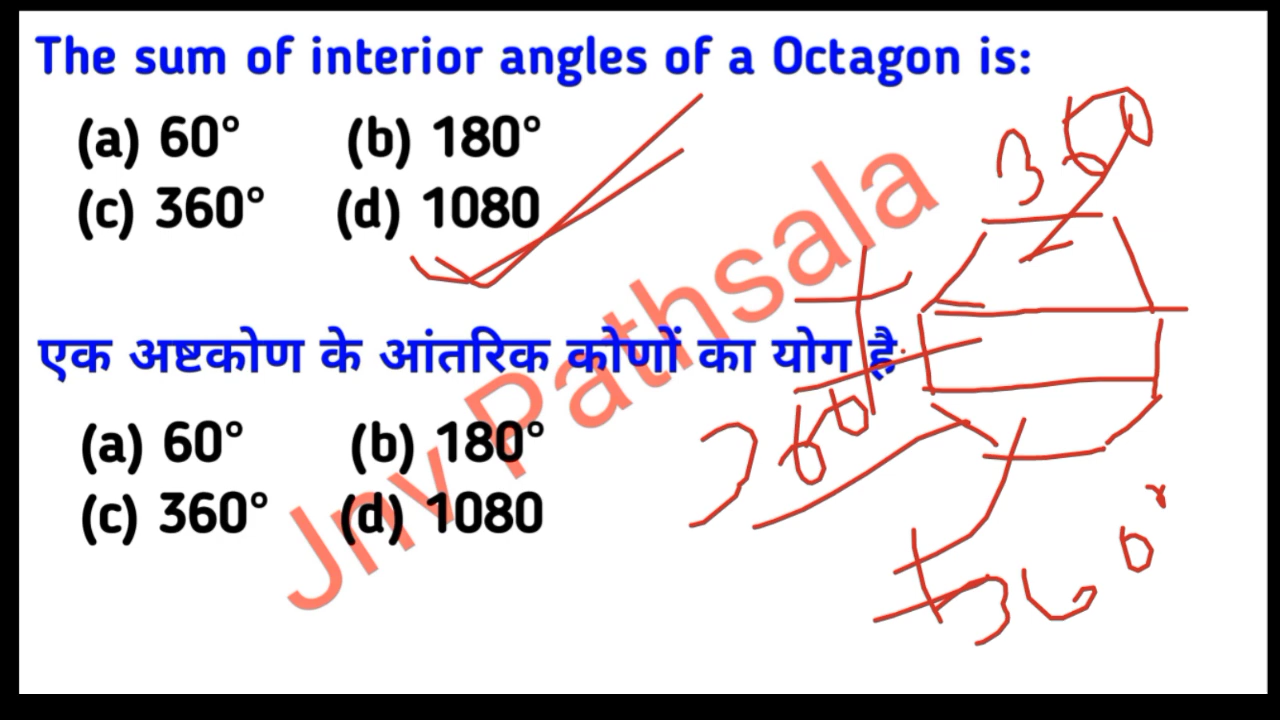 The sum of interior angles of a Octagon is:
(a) 60° (b) 180°
(c) 360° (d) 1080
एक अष्टकोण के आंतरिक कोणों का योग है:
(a) 60° (b) 180°
(c) 360° (d) 1080
Jnv Pathsala
360
+
360
+
360°